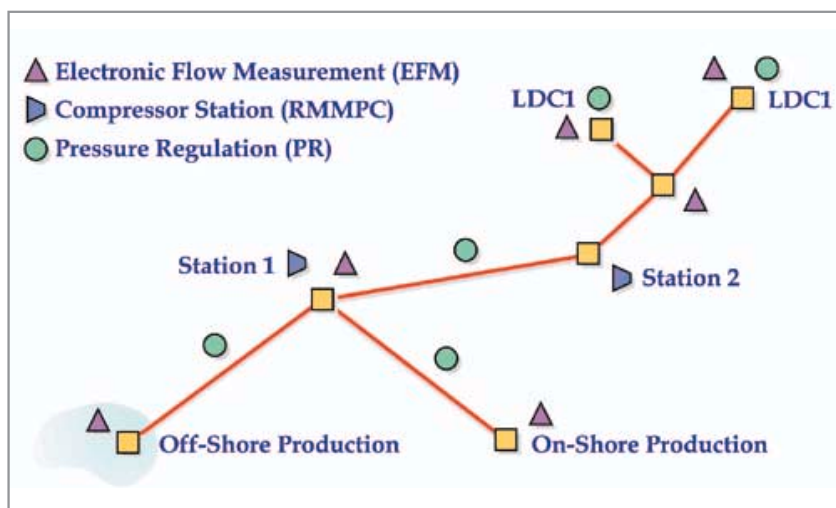 Electronic Flow Measurement (EFM)
Compressor Station (RMMPC)
Pressure Regulation (PR)
LDC1
LDC1
Station 1
Station 2
Off-Shore Production
On-Shore Production